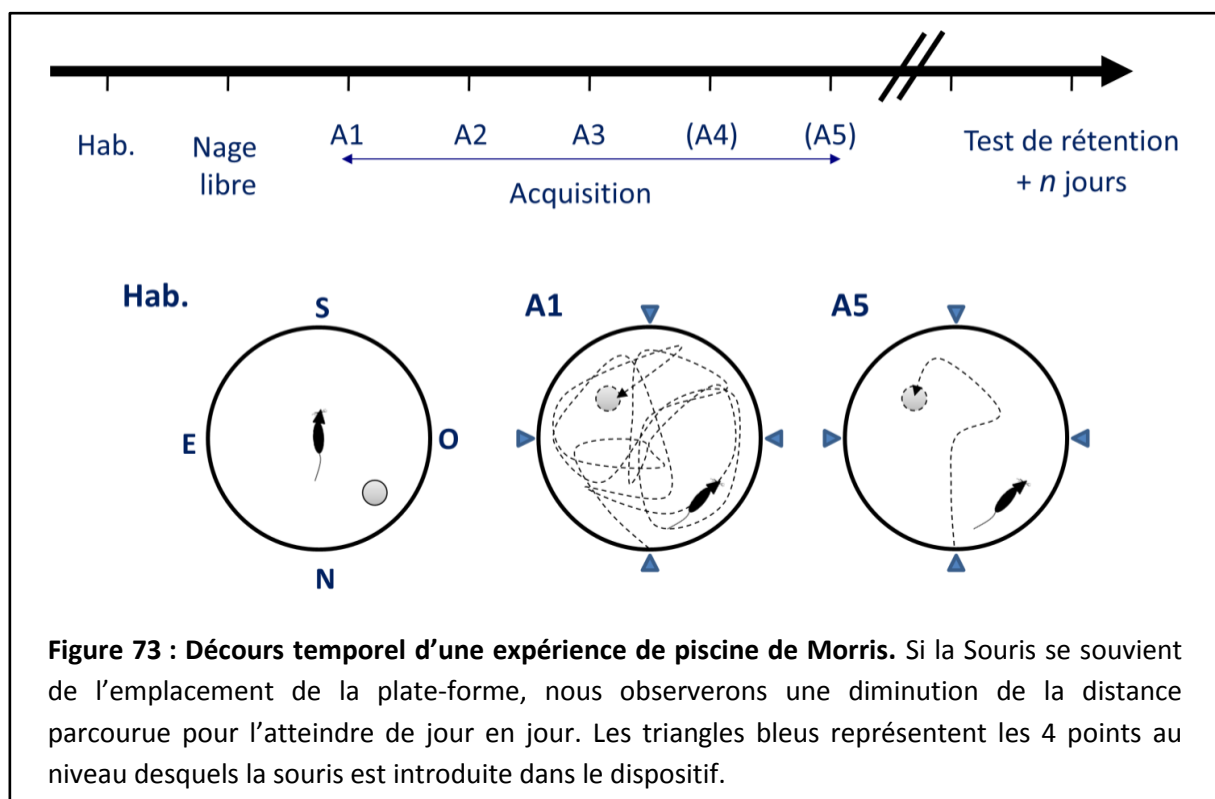 Hab.
Nage
libre
A1
A2
A3
(A4)
(A5)
Acquisition
Test de rétention
+ n jours
Hab.
S
E
O
N
A1
A5
Figure 73 : Décours temporel d’une expérience de piscine de Morris. Si la Souris se souvient
de l’emplacement de la plate-forme, nous observerons une diminution de la distance
parcourue pour l’atteindre de jour en jour. Les triangles bleus représentent les 4 points au
niveau desquels la souris est introduite dans le dispositif.